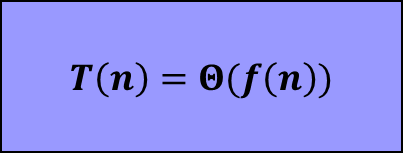 T(n) = Θ(f(n))